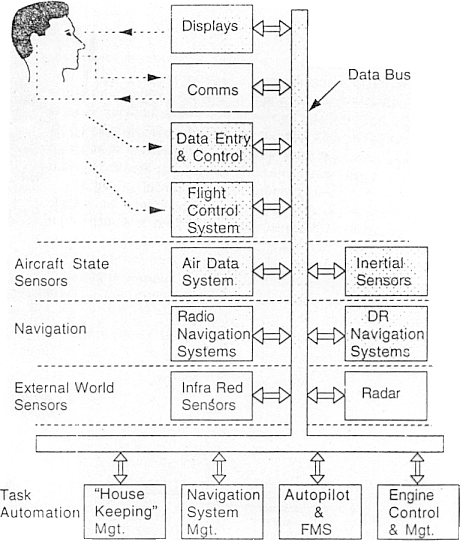 Displays
Comms
Data Bus
Data Entry
& Control
Flight
Control
System
Aircraft State
Sensors
Air Data
System
Inertial
Sensors
Navigation
Radio
Navigation
Systems
DR
Navigation
Systems
External World
Sensors
Infra Red
Sensors
Radar
Task
Automation
"House
Keeping"
Mgt.
Navigation
System
Mgt.
Autopilot
&
FMS
Engine
Control
& Mgt.